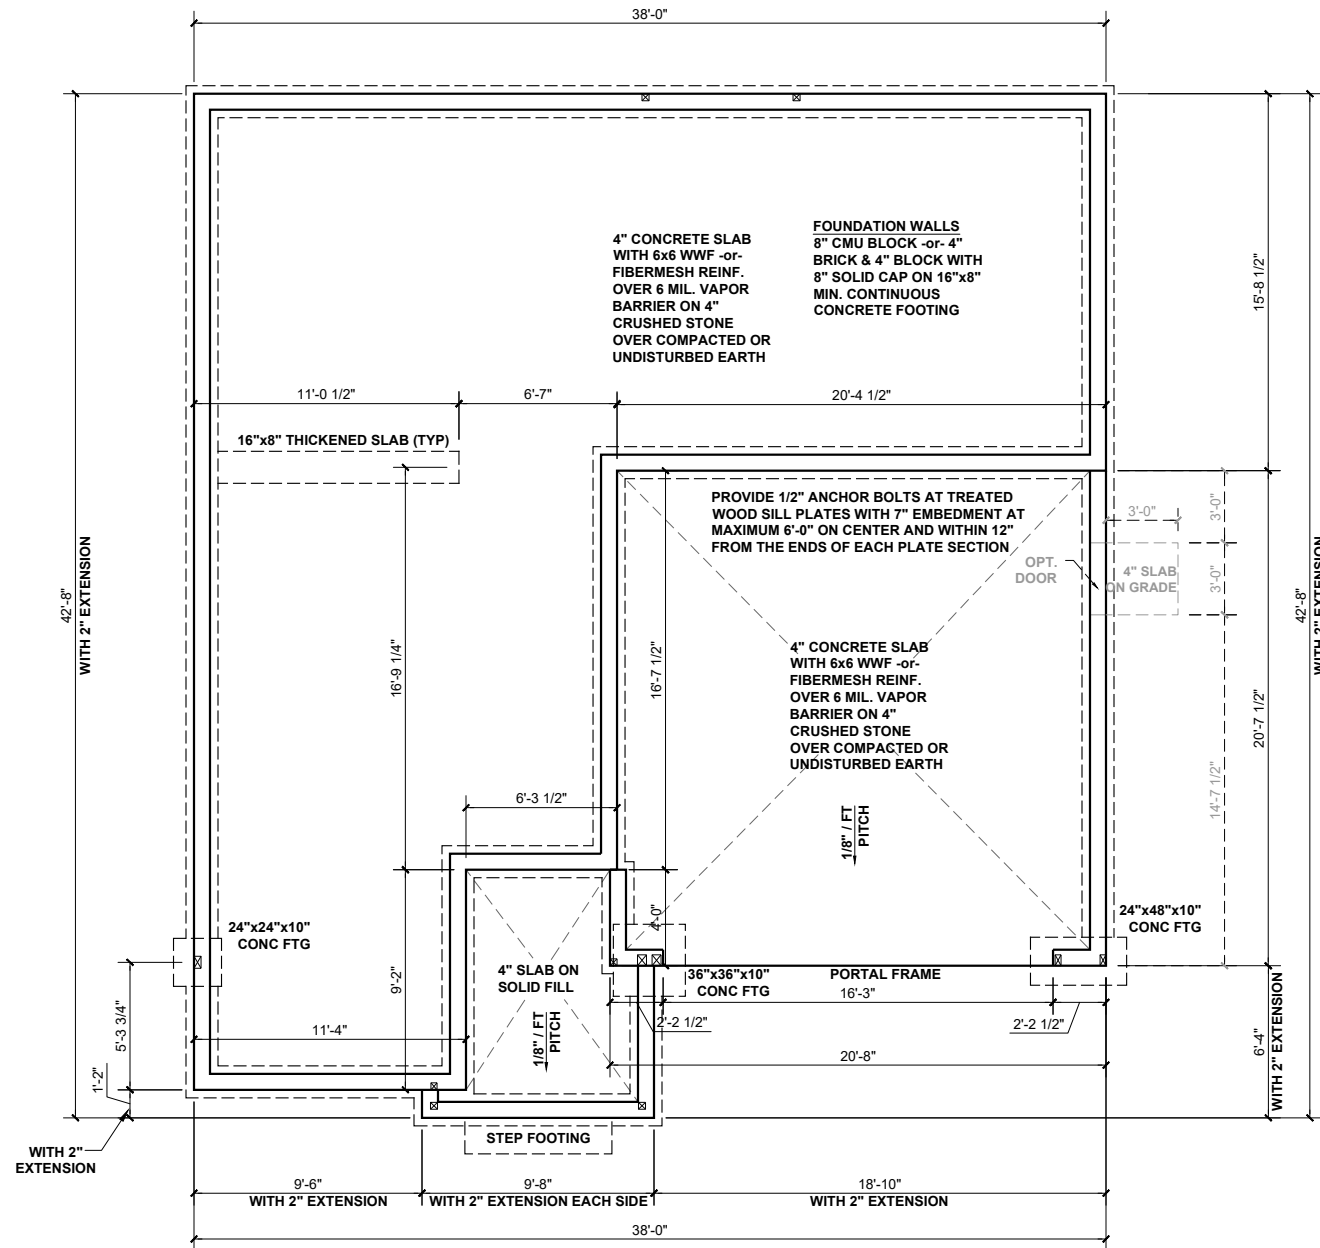 38'-0"
4" CONCRETE SLAB
WITH 6x6 WWF -or-
FIBERMESH REINF.
OVER 6 MIL. VAPOR
BARRIER ON 4"
CRUSHED STONE
OVER COMPACTED OR
UNDISTURBED EARTH
FOUNDATION WALLS
8" CMU BLOCK -or- 4"
BRICK & 4" BLOCK WITH
8" SOLID CAP ON 16"x8"
MIN. CONTINUOUS
CONCRETE FOOTING
15'-8 1/2"
11'-0 1/2"
6'-7"
20'-4 1/2"
16"x8" THICKENED SLAB (TYP)
PROVIDE 1/2" ANCHOR BOLTS AT TREATED
WOOD SILL PLATES WITH 7" EMBEDMENT AT
MAXIMUM 6'-0" ON CENTER AND WITHIN 12"
FROM THE ENDS OF EACH PLATE SECTION
3'-0"
3'-0"
OPT.
DOOR
4" SLAB
ON GRADE
3'-0"
42'-8"
WITH 2" EXTENSION
42'-8"
WITH 2" EXTENSION
16'-9 1/4"
16'-7 1/2"
4" CONCRETE SLAB
WITH 6x6 WWF -or-
FIBERMESH REINF.
OVER 6 MIL. VAPOR
BARRIER ON 4"
CRUSHED STONE
OVER COMPACTED OR
UNDISTURBED EARTH
20'-7 1/2"
14'-7 1/2"
6'-3 1/2"
1/8" / FT
PITCH
24"x24"x10"
CONC FTG
4'-0"
24"x48"x10"
CONC FTG
9'-2"
4" SLAB ON
SOLID FILL
36"x36"x10"
CONC FTG
PORTAL FRAME
16'-3"
2'-2 1/2"
2'-2 1/2"
5'-3 3/4"
11'-4"
1/8" / FT
PITCH
20'-8"
6'-4"
WITH 2" EXTENSION
1'-2"
WITH 2"
EXTENSION
STEP FOOTING
9'-6"
WITH 2" EXTENSION
9'-8"
WITH 2" EXTENSION EACH SIDE
18'-10"
WITH 2" EXTENSION
38'-0"